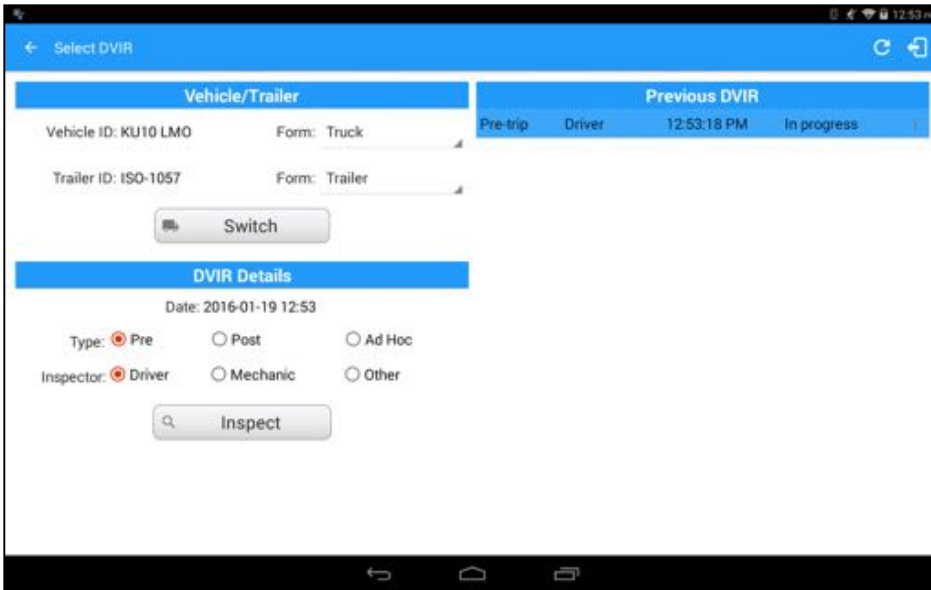 12:53 PM
Select DVIR
Vehicle/Trailer
Vehicle ID: KU10 LMO Form: Truck
Trailer ID: ISO-1057 Form: Trailer
Switch
DVIR Details
Date: 2016-01-19 12:53
Type: Pre Post Ad Hoc
Inspector: Driver Mechanic Other
Inspect
Previous DVIR
Pre-trip Driver 12:53:18 PM In progress